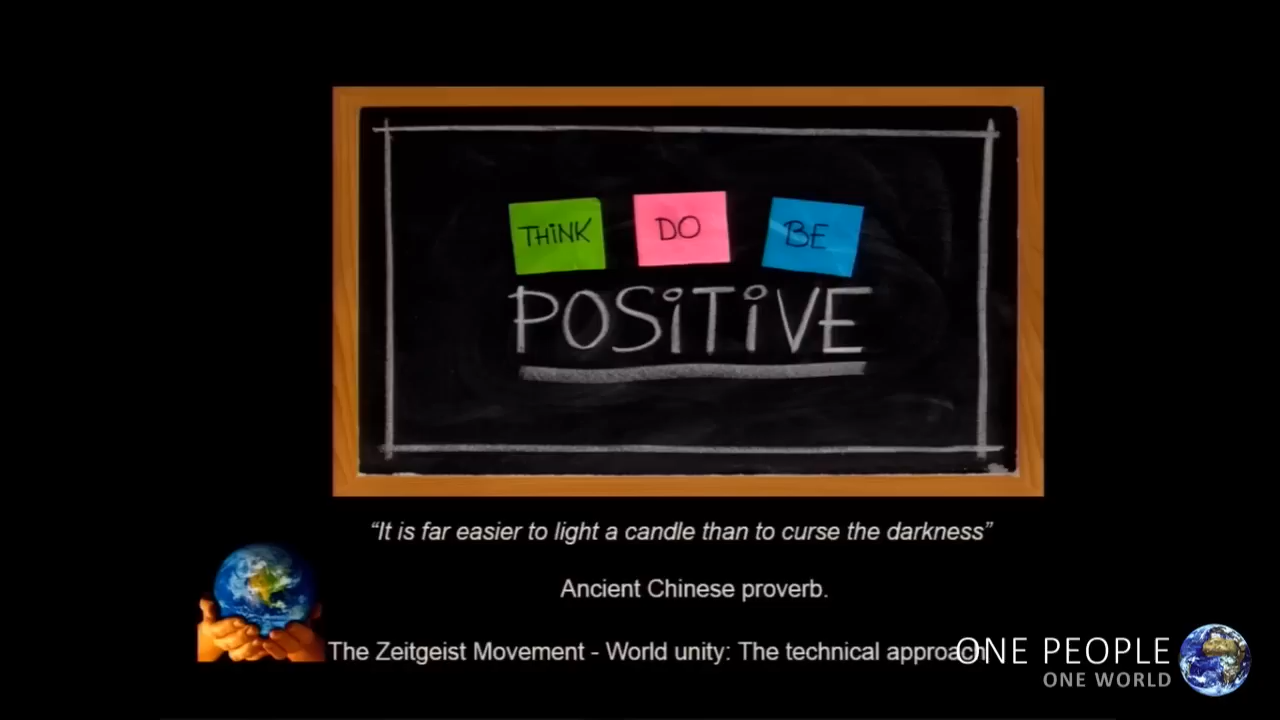 THiNK DO BE
POSiTiVE
“It is far easier to light a candle than to curse the darkness”
Ancient Chinese proverb.
The Zeitgeist Movement - World unity: The technical approach
ONE PEOPLE
ONE WORLD